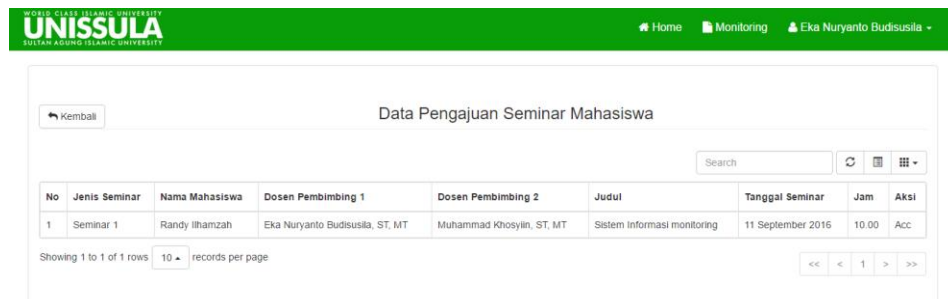 WORLD CLASS ISLAMIC UNIVERSITY
UNISSULA
SULTAN AGUNG ISLAMIC UNIVERSITY
Home Monitoring Eka Nuryanto Budisusila
Kembali
Data Pengajuan Seminar Mahasiswa
Search
No Jenis Seminar Nama Mahasiswa Dosen Pembimbing 1 Dosen Pembimbing 2 Judul Tanggal Seminar Jam Aksi
1 Seminar 1 Randy Ilhamzah Eka Nuryanto Budisusila, ST, MT Muhammad Khosyiin, ST, MT Sistem Informasi monitoring 11 September 2016 10.00 Acc
Showing 1 to 1 of 1 rows 10 records per page
<< < 1 > >>